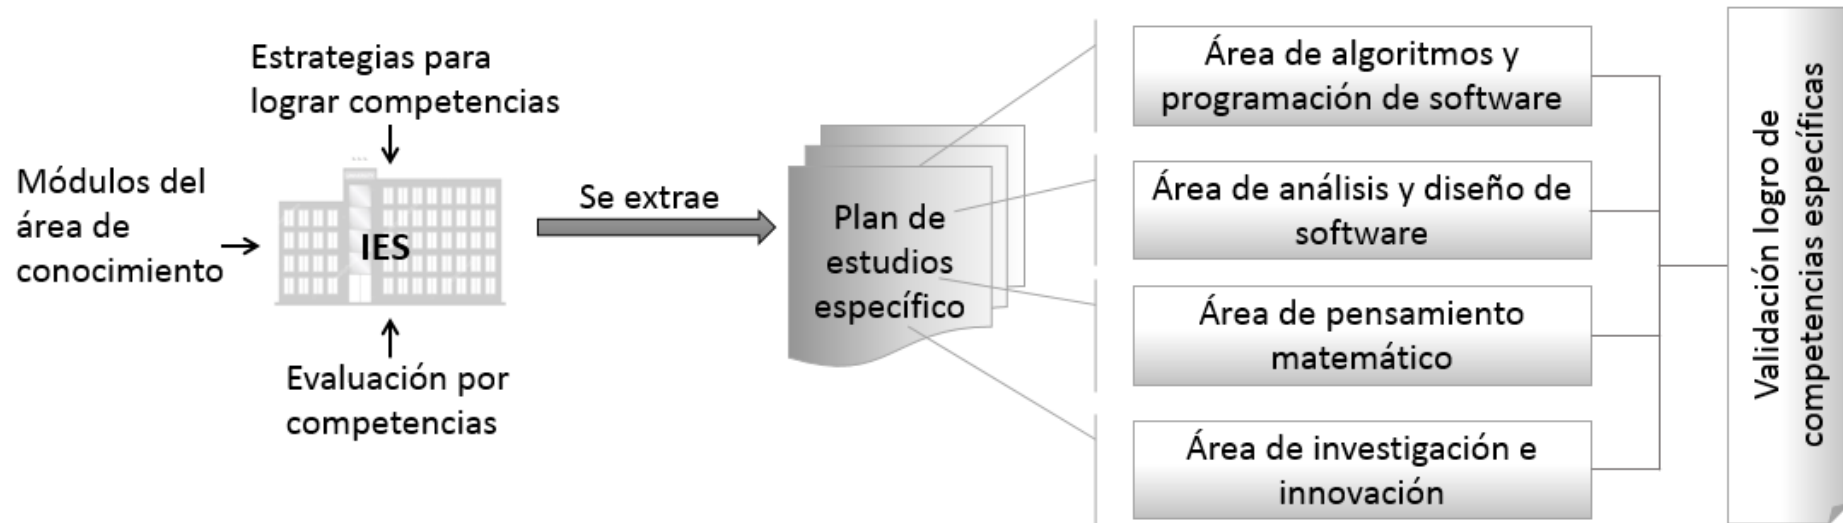 Estrategias para
lograr competencias
Módulos del
área de
conocimiento
IES
Evaluación por
competencias
Se extrae
Plan de
estudios
específico
Área de algoritmos y
programación de software
Área de análisis y diseño de
software
Área de pensamiento
matemático
Área de investigación e
innovación
Validación logro de
competencias específicas